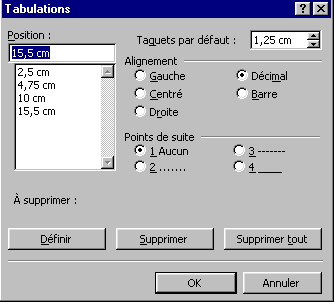 Tabulations
Position :
15,5 cm
2,5 cm
4,75 cm
10 cm
15,5 cm
Taquets par défaut :
1,25 cm
Alignement
Gauche
Décimal
Centré
Barre
Droite
Points de suite
1 Aucun
3 -------
2 .......
4 ____
À supprimer :
Définir
Supprimer
Supprimer tout
OK
Annuler